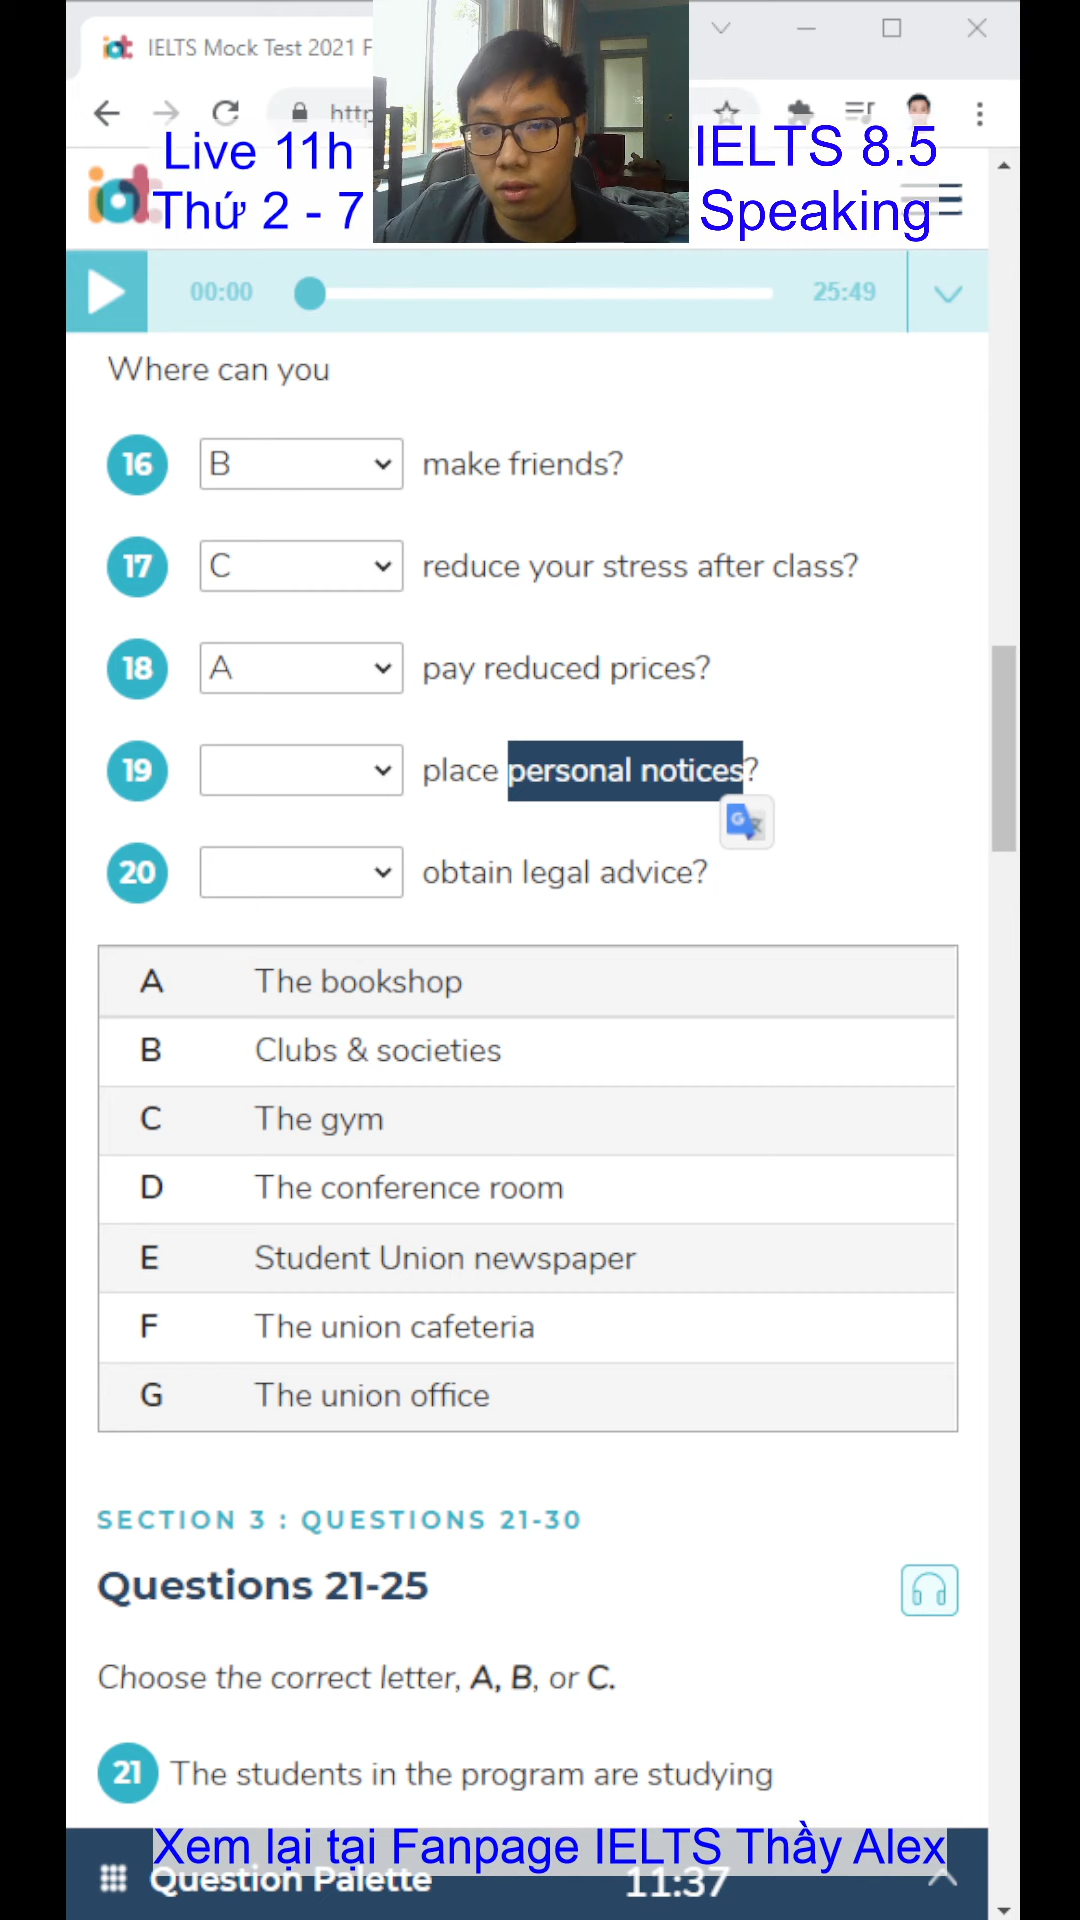 IELTS Mock Test 2021 F
http
Live 11h
Thứ 2 - 7
IELTS 8.5
Speaking
iot
00:00
25:49
Where can you
16 B make friends?
17 C reduce your stress after class?
18 A pay reduced prices?
19 place personal notices?
20 obtain legal advice?
A The bookshop
B Clubs & societies
C The gym
D The conference room
E Student Union newspaper
F The union cafeteria
G The union office
SECTION 3 : QUESTIONS 21-30
Questions 21-25
Choose the correct letter, A, B, or C.
21 The students in the program are studying
Xem lại tại Fanpage IELTS Thầy Alex
Question Palette 11:37